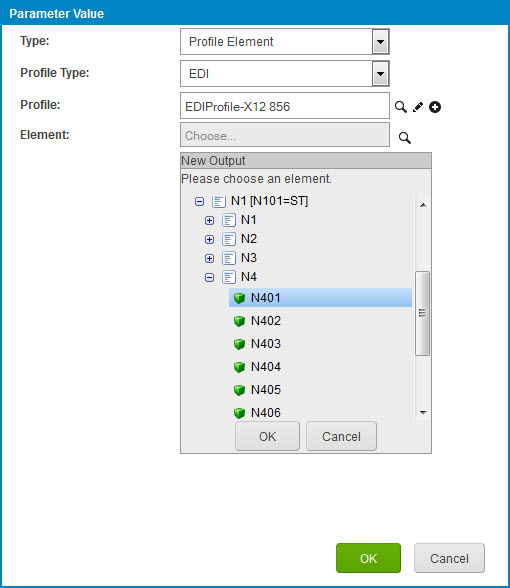 Parameter Value
Type: Profile Element
Profile Type: EDI
Profile: EDIProfile-X12 856
Element: Choose...
New Output
Please choose an element.
N1 [N101=ST]
N1
N2
N3
N4
N401
N402
N403
N404
N405
N406
OK Cancel
OK Cancel